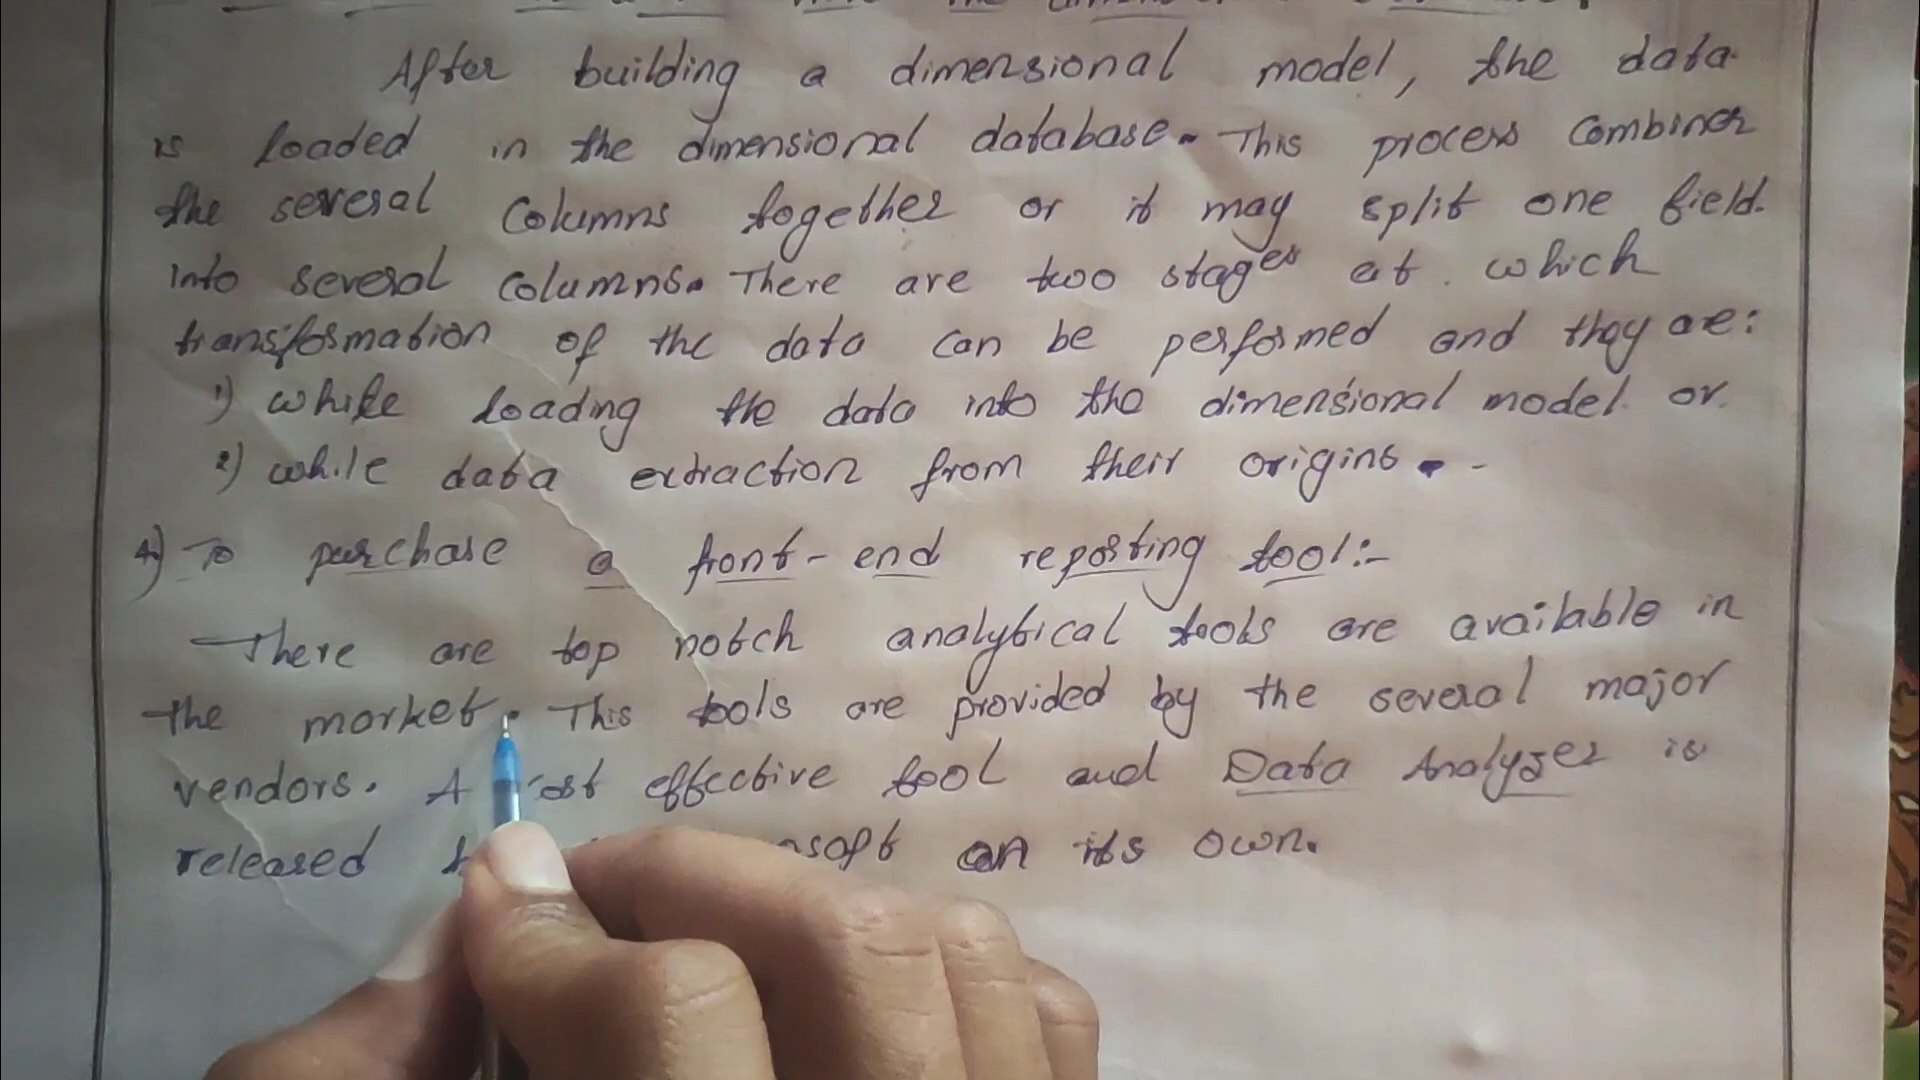 After building a dimensional model, the data
is loaded in the dimensional database. This process combines
the several columns together or it may split one field.
into several columns. There are two stages at which
transformation of the data can be performed and they are:
1) while loading the data into the dimensional model. or
2) while data extraction from their origins.
4) To purchase a front-end reporting tool:-
There are top notch analytical tools are available in
the market. This tools are provided by the several major
vendors. A effective tool and Data Analyzer is
released on its own.